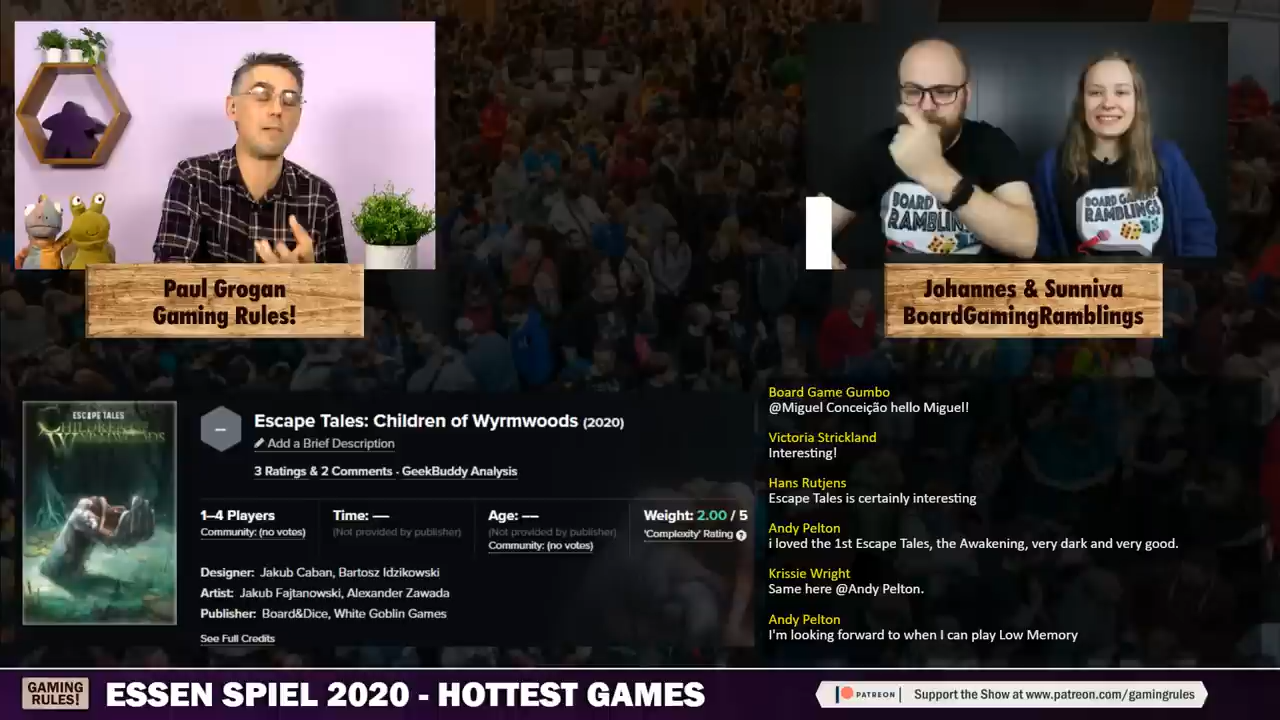 BOARD GAMING
RAMBLINGS
Paul Grogan
Gaming Rules!
Johannes & Sunniva
BoardGamingRamblings
ESCAPE TALES
CHILDREN OF
WYRMWOODS
–
Escape Tales: Children of Wyrmwoods (2020)
Add a Brief Description
3 Ratings & 2 Comments - GeekBuddy Analysis
1–4 Players
Community: (no votes)
Time: —
(Not provided by publisher)
Age: —
(Not provided by publisher)
Community: (no votes)
Weight: 2.00 / 5
'Complexity' Rating ?
Designer: Jakub Caban, Bartosz Idzikowski
Artist: Jakub Fajtanowski, Alexander Zawada
Publisher: Board&Dice, White Goblin Games
See Full Credits
Board Game Gumbo
@Miguel Conceição hello Miguel!
Victoria Strickland
Interesting!
Hans Rutjens
Escape Tales is certainly interesting
Andy Pelton
i loved the 1st Escape Tales, the Awakening, very dark and very good.
Krissie Wright
Same here @Andy Pelton.
Andy Pelton
I'm looking forward to when I can play Low Memory
GAMING
RULES!
ESSEN SPIEL 2020 - HOTTEST GAMES
PATREON
Support the Show at www.patreon.com/gamingrules